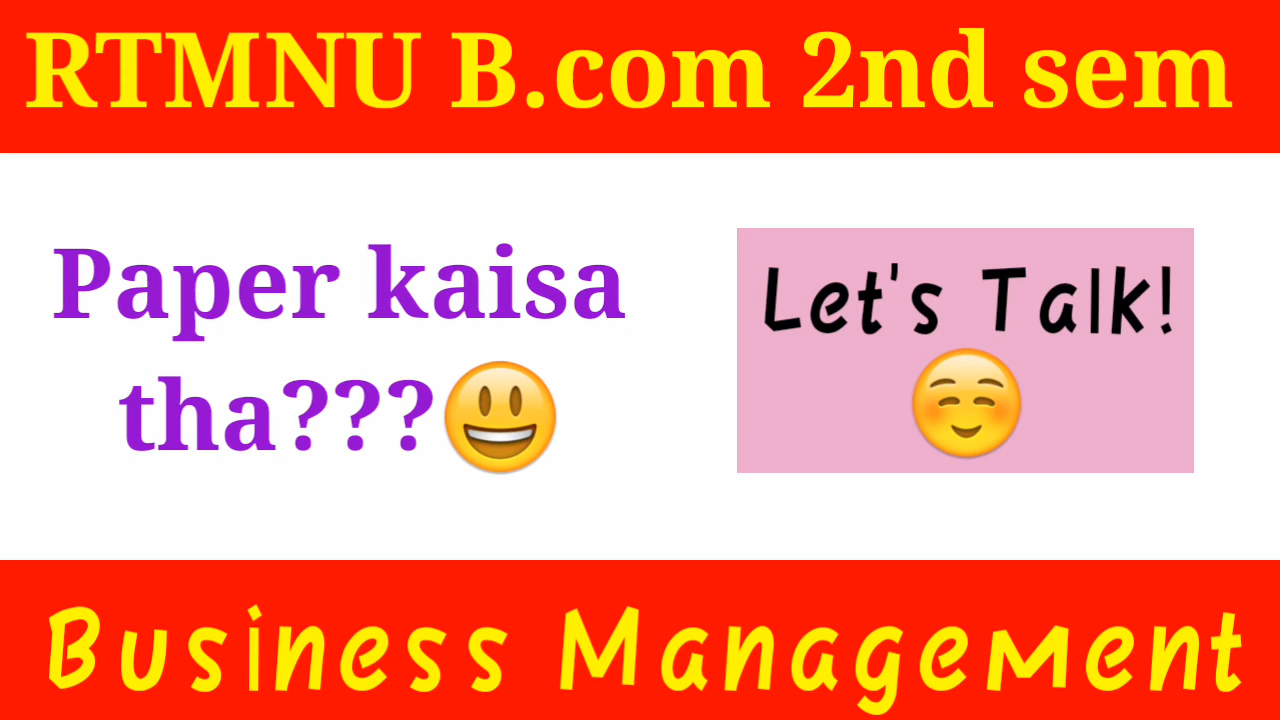 RTMNU B.com 2nd sem
Paper kaisa
tha???😃
Let's Talk!
☺️
Business Management